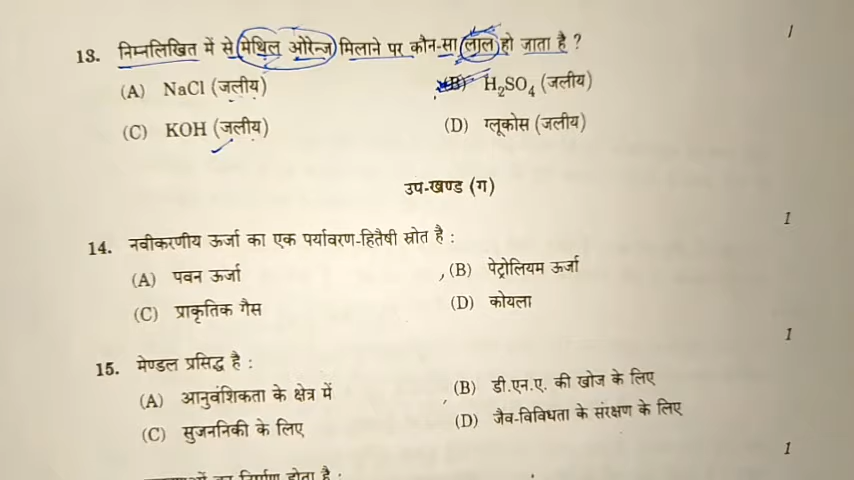 1
13. निम्नलिखित में से मेथिल ओरेन्ज मिलाने पर कौन-सा लाल हो जाता है ?
(A) NaCl (जलीय) (B) H₂SO₄ (जलीय)
(C) KOH (जलीय) (D) ग्लूकोस (जलीय)
उप-खण्ड (ग)
1
14. नवीकरणीय ऊर्जा का एक पर्यावरण-हितैषी स्रोत है :
(A) पवन ऊर्जा (B) पेट्रोलियम ऊर्जा
(C) प्राकृतिक गैस (D) कोयला
1
15. मेण्डल प्रसिद्ध है :
(A) आनुवंशिकता के क्षेत्र में (B) डी.एन.ए. की खोज के लिए
(C) सुजननिकी के लिए (D) जैव-विविधता के संरक्षण के लिए
1
का निर्माण होता है :